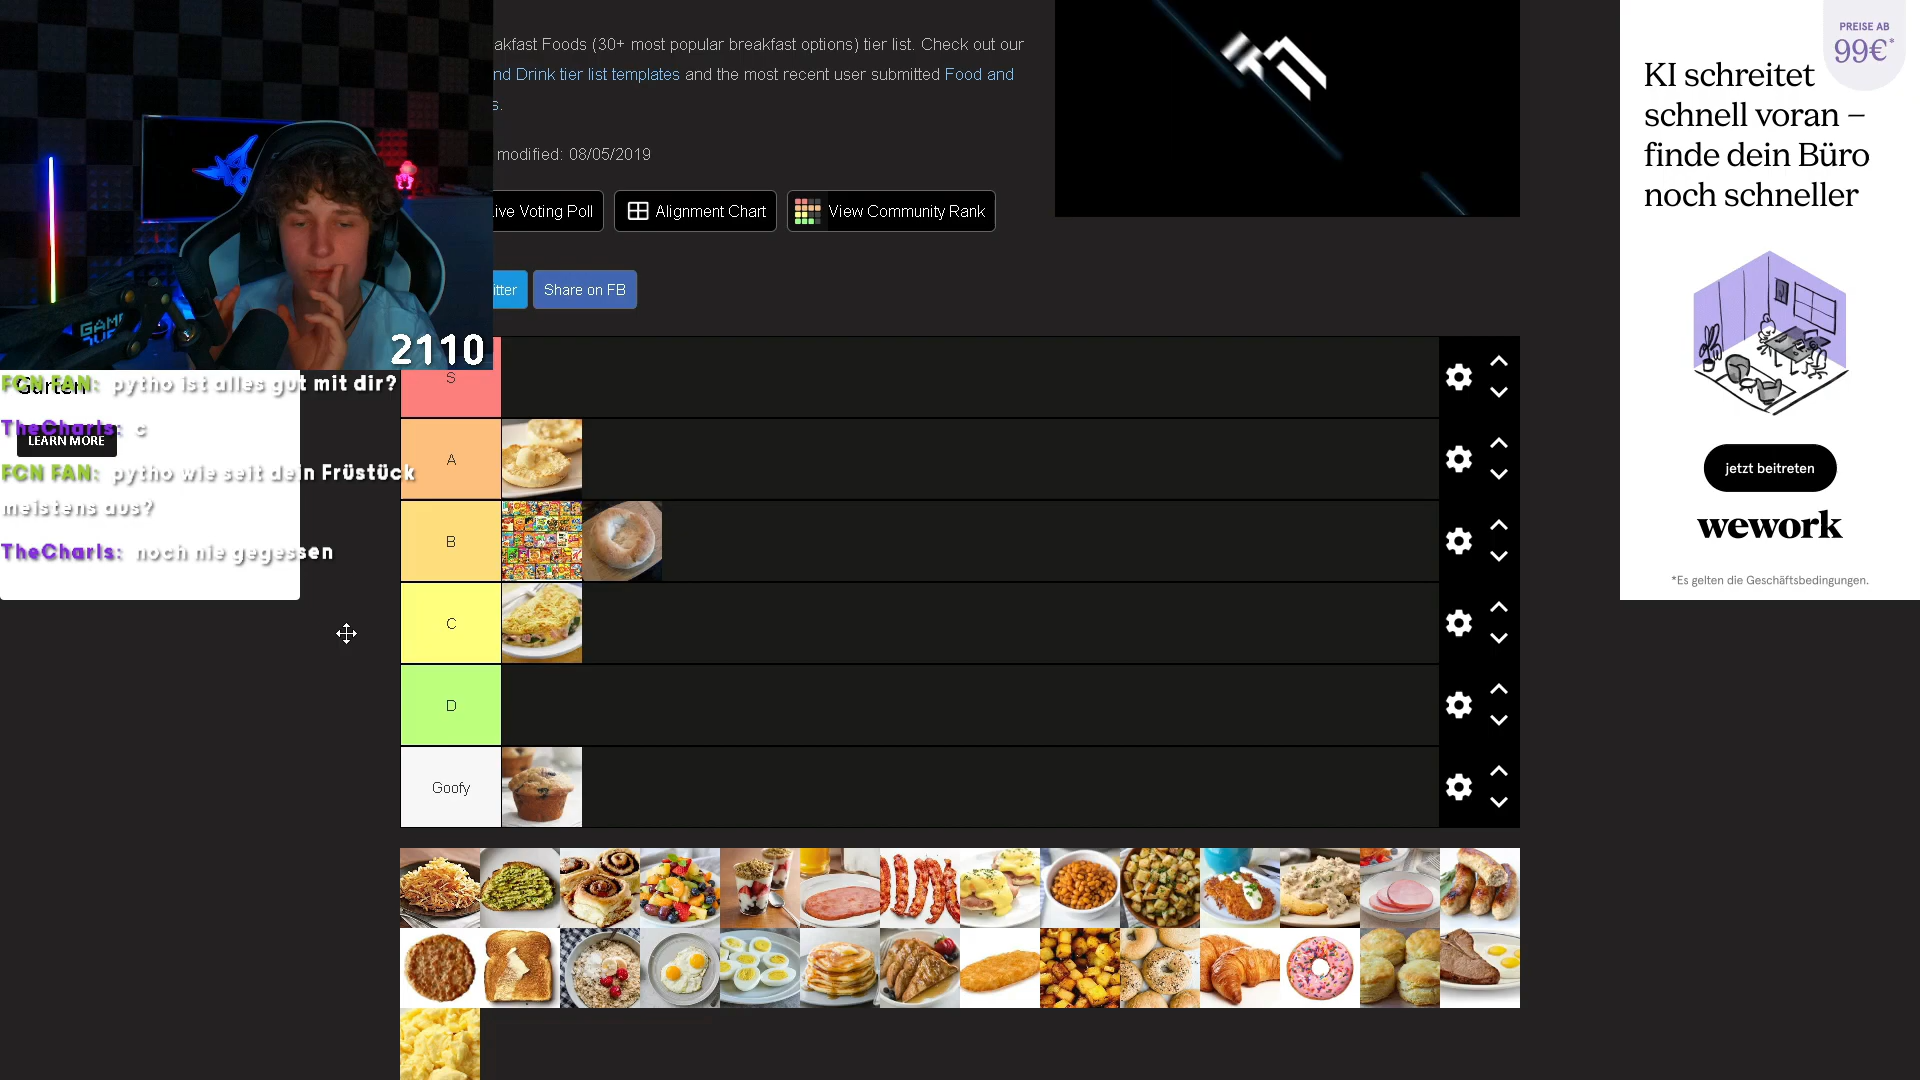 akfast Foods (30+ most popular breakfast options) tier list. Check out our
nd Drink tier list templates and the most recent user submitted Food and
s.
modified: 08/05/2019
ive Voting Poll
Alignment Chart
View Community Rank
itter
Share on FB
2110
Garten
LEARN MORE
FCN FAN: pytho ist alles gut mit dir?
TheCharls: c
FCN FAN: pytho wie seit dein Früstück
meistens aus?
TheCharls: noch nie gegessen
S
A
B
C
D
Goofy
PREISE AB
99€*
KI schreitet
schnell voran –
finde dein Büro
noch schneller
jetzt beitreten
wework
*Es gelten die Geschäftsbedingungen.